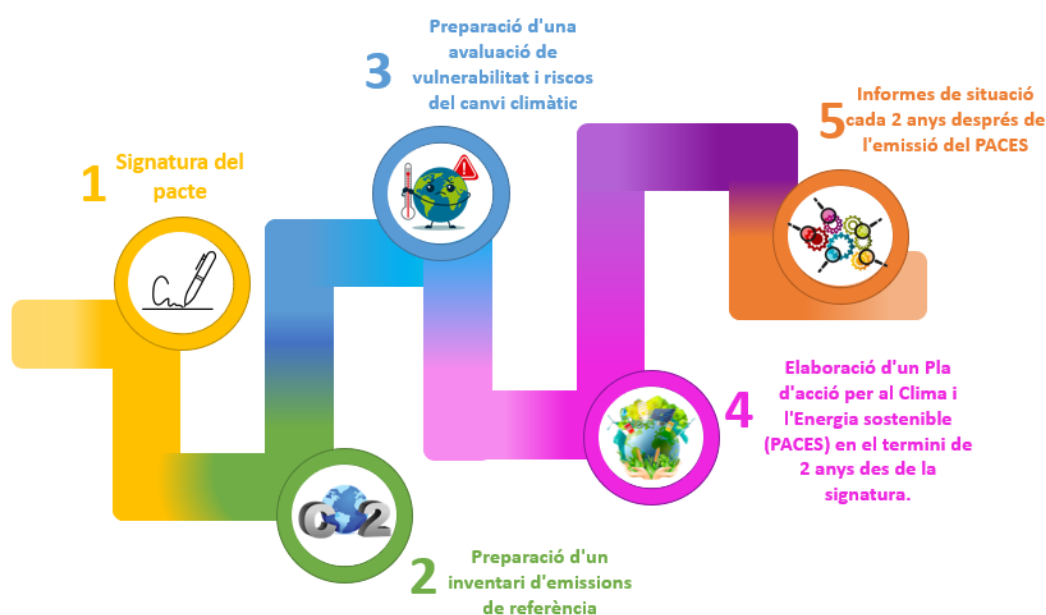 1
Signatura del
pacte
2
Preparació d'un
inventari d'emissions
de referència
CO2
3
Preparació d'una
avaluació de
vulnerabilitat i riscos
del canvi climàtic
4
Elaboració d'un Pla
d'acció per al Clima i
l'Energia sostenible
(PACES) en el termini de
2 anys des de la
signatura.
5
Informes de situació
cada 2 anys després de
l'emissió del PACES